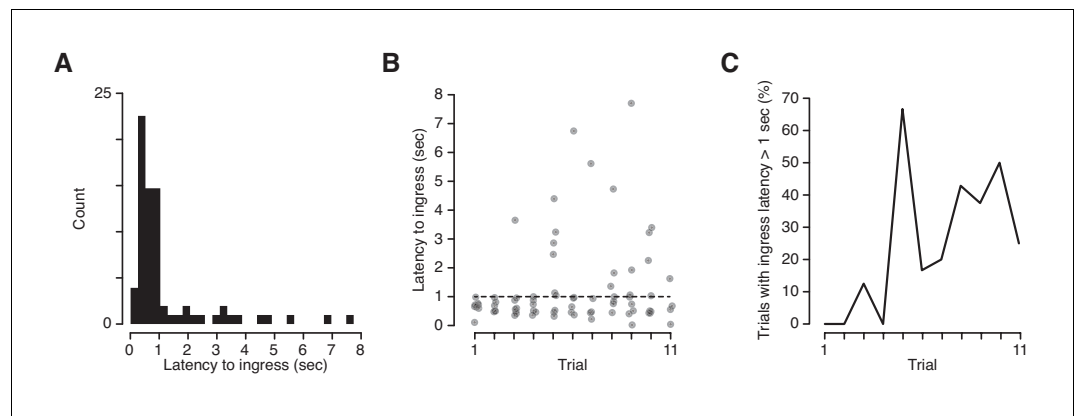 A
25
0
Count
0 1 2 3 4 5 6 7 8
Latency to ingress (sec)
B
8
7
6
5
4
3
2
1
0
Latency to ingress (sec)
1 11
Trial
C
70
60
50
40
30
20
10
0
Trials with ingress latency > 1 sec (%)
1 11
Trial